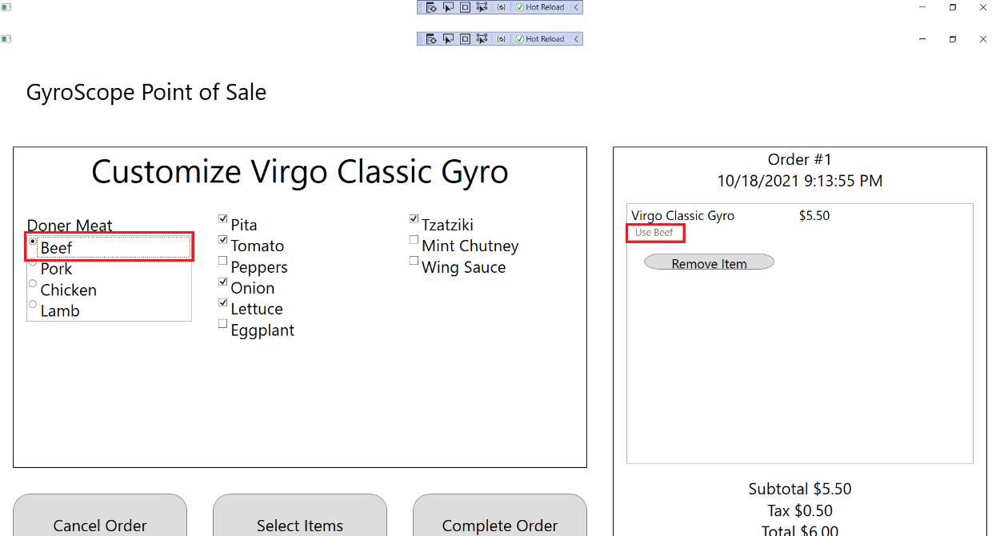 Hot Reload
Hot Reload
GyroScope Point of Sale
Customize Virgo Classic Gyro
Doner Meat
Beef
Pork
Chicken
Lamb
Pita
Tomato
Peppers
Onion
Lettuce
Eggplant
Tzatziki
Mint Chutney
Wing Sauce
Cancel Order
Select Items
Complete Order
Order #1
10/18/2021 9:13:55 PM
Virgo Classic Gyro $5.50
Use Beef
Remove Item
Subtotal $5.50
Tax $0.50
Total $6.00